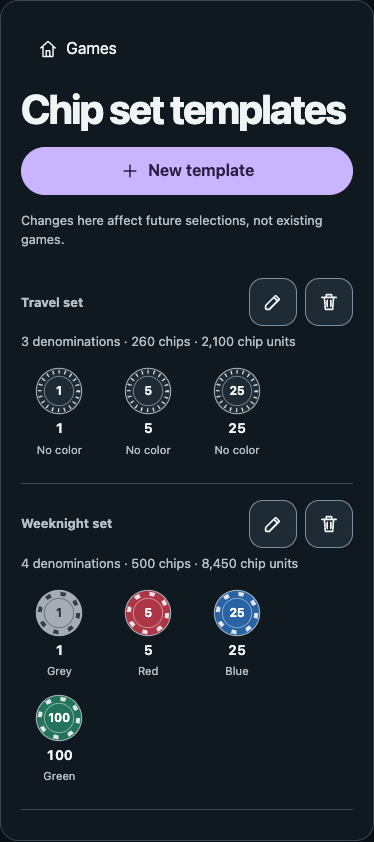 Games
Chip set templates
+ New template
Changes here affect future selections, not existing
games.
Travel set
3 denominations · 260 chips · 2,100 chip units
1 5 25
1 5 25
No color No color No color
Weeknight set
4 denominations · 500 chips · 8,450 chip units
1 5 25
1 5 25
Grey Red Blue
100
100
Green